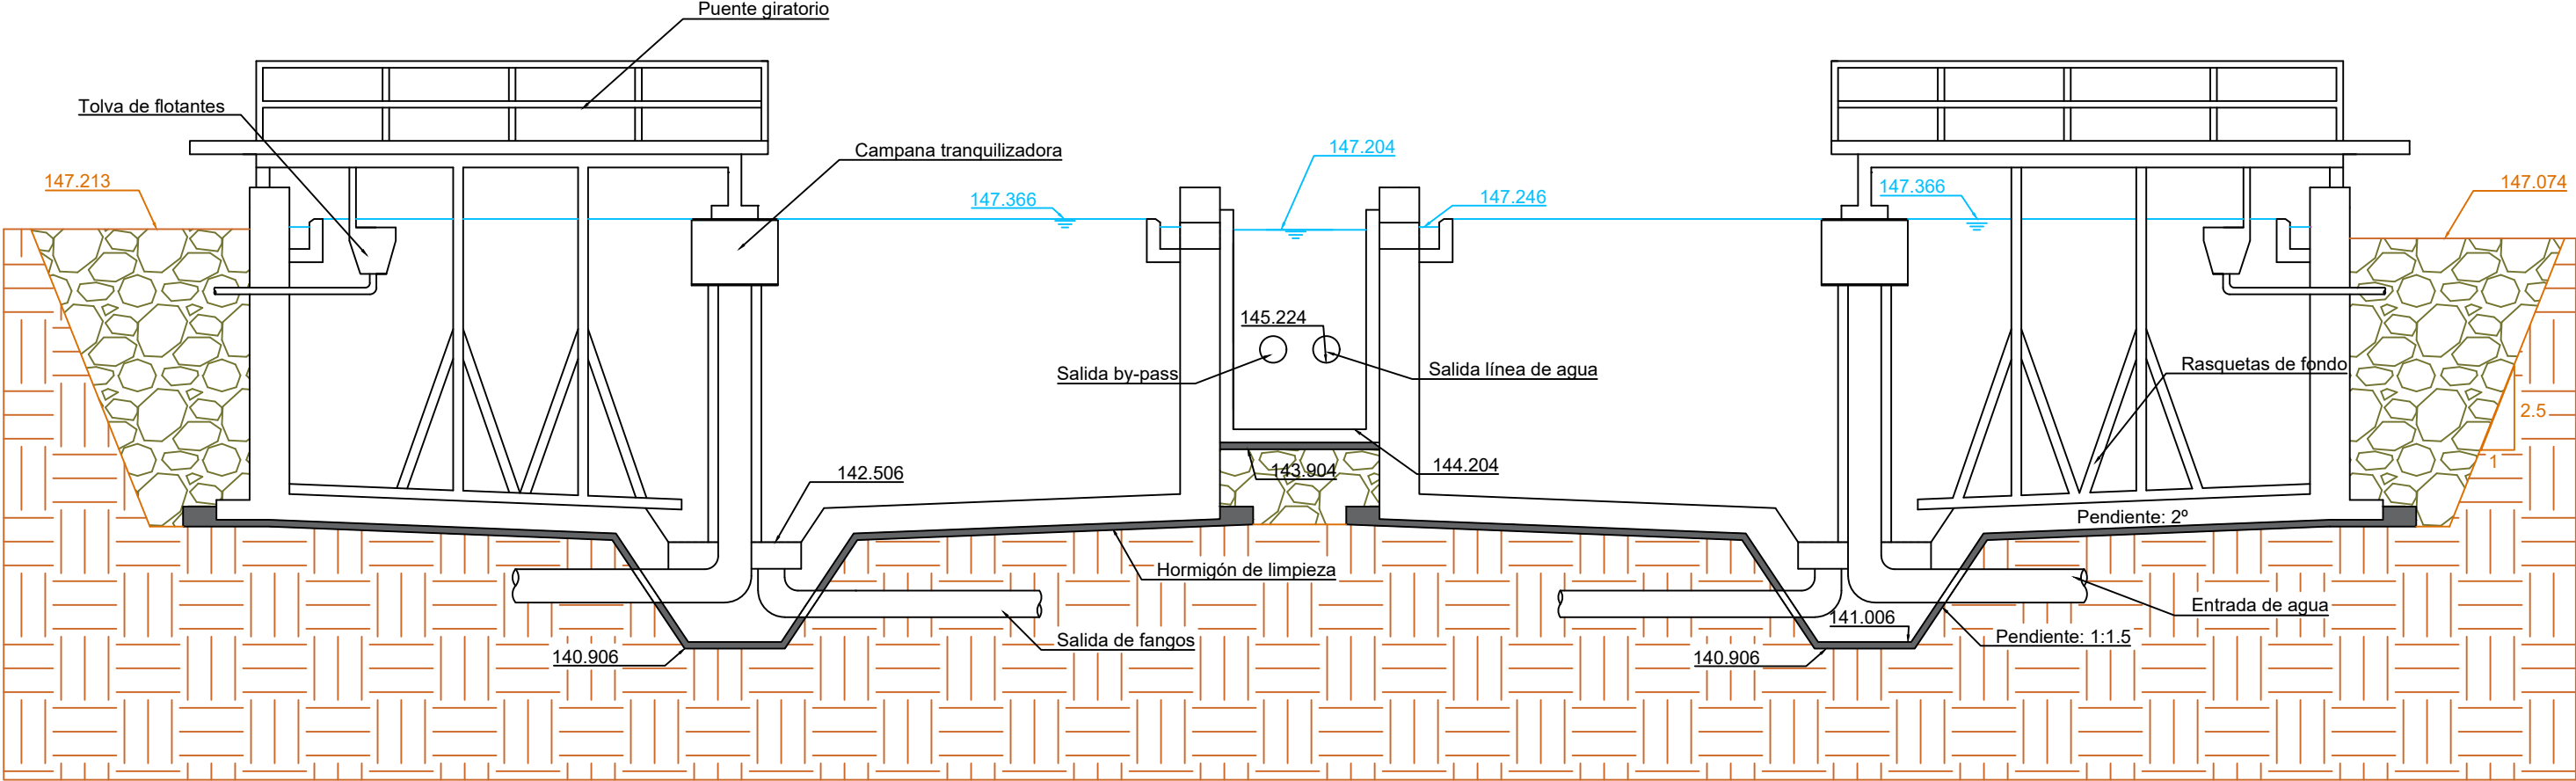 Puente giratorio
Tolva de flotantes
Campana tranquilizadora
147.204
147.213
147.366
147.246
147.366
147.074
145.224
Salida by-pass
Salida línea de agua
Rasquetas de fondo
2.5
1
142.506
143.904
144.204
Pendiente: 2º
Hormigón de limpieza
Entrada de agua
141.006
Salida de fangos
Pendiente: 1:1.5
140.906
140.906